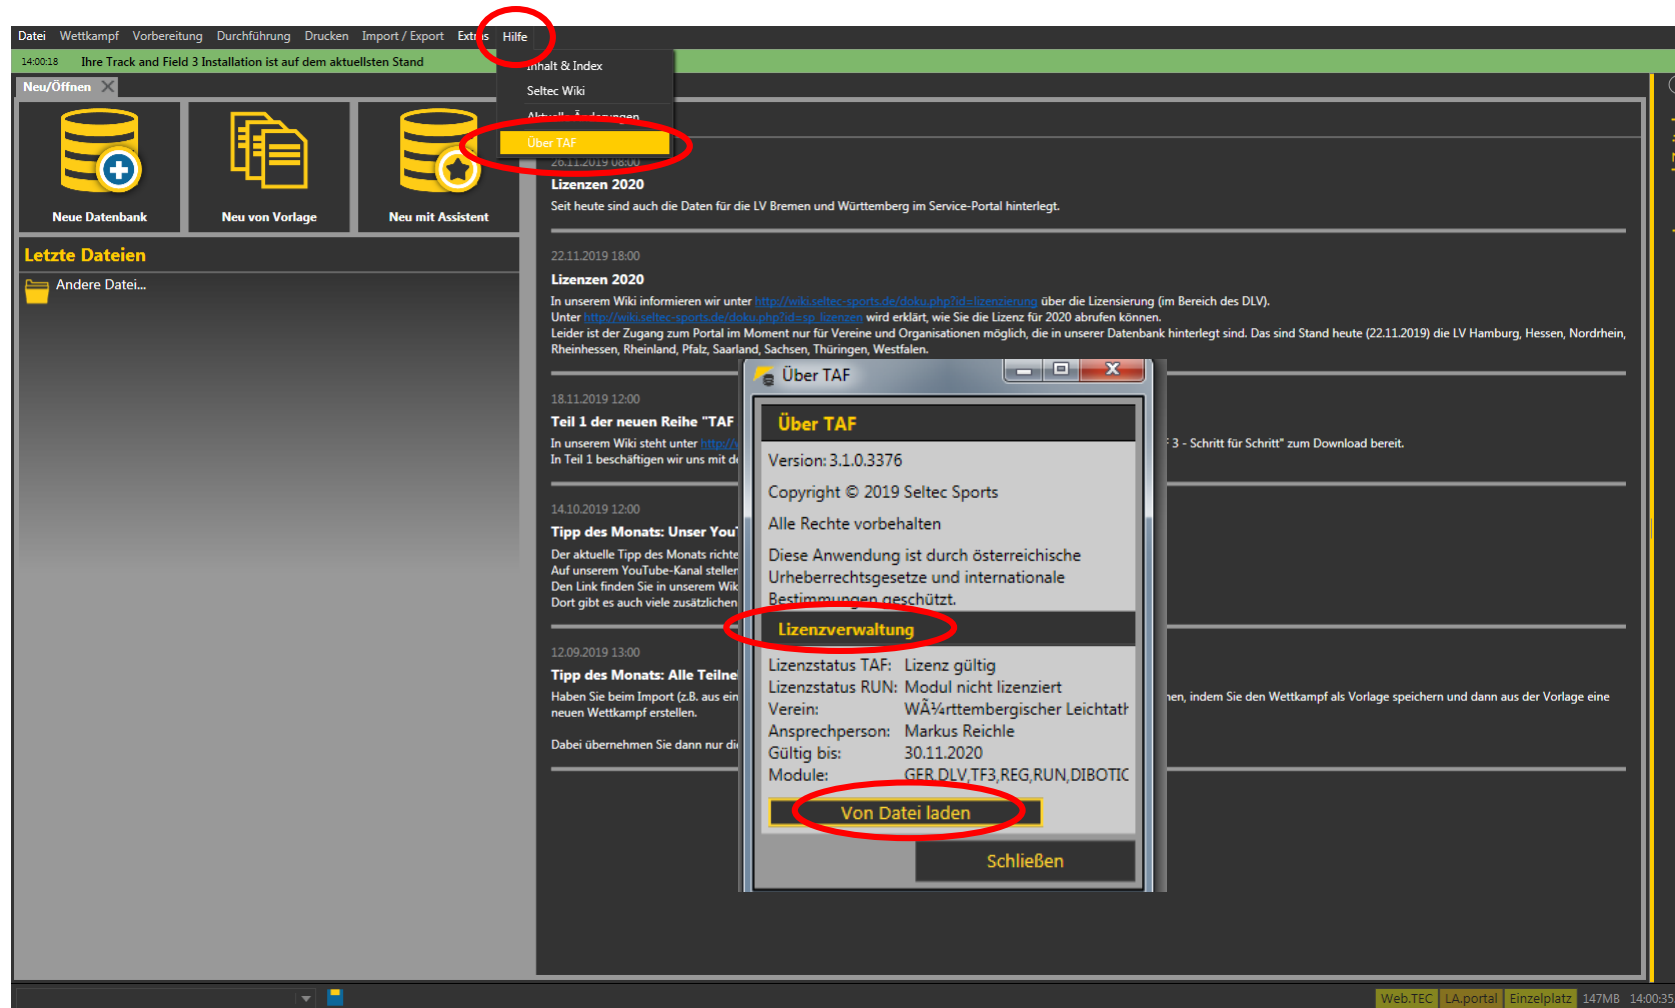 Datei Wettkampf Vorbereitung Durchführung Drucken Import / Export Extras Hilfe
14:00:18 Ihre Track and Field 3 Installation ist auf dem aktuellsten Stand
Inhalt & Index
Seltec Wiki
Aktuelle Änderungen
Über TAF
Neu/Öffnen
Neue Datenbank
Neu von Vorlage
Neu mit Assistent
Letzte Dateien
Andere Datei...
26.11.2019 08:00
Lizenzen 2020
Seit heute sind auch die Daten für die LV Bremen und Württemberg im Service-Portal hinterlegt.
22.11.2019 18:00
Lizenzen 2020
In unserem Wiki informieren wir unter http://wiki.seltec-sports.de/doku.php?id=lizenzierung über die Lizensierung (im Bereich des DLV).
Unter http://wiki.seltec-sports.de/doku.php?id=sp_lizenzen wird erklärt, wie Sie die Lizenz für 2020 abrufen können.
Leider ist der Zugang zum Portal im Moment nur für Vereine und Organisationen möglich, die in unserer Datenbank hinterlegt sind. Das sind Stand heute (22.11.2019) die LV Hamburg, Hessen, Nordrhein,
Rheinhessen, Rheinland, Pfalz, Saarland, Sachsen, Thüringen, Westfalen.
18.11.2019 12:00
Teil 1 der neuen Reihe "TAF
In unserem Wiki steht unter http://
3 - Schritt für Schritt" zum Download bereit.
In Teil 1 beschäftigen wir uns mit de
14.10.2019 12:00
Tipp des Monats: Unser You
Der aktuelle Tipp des Monats richte
Auf unserem YouTube-Kanal stellen
Den Link finden Sie in unserem Wik
Dort gibt es auch viele zusätzlichen
12.09.2019 13:00
Tipp des Monats: Alle Teilne
Haben Sie beim Import (z.B. aus ein
nen, indem Sie den Wettkampf als Vorlage speichern und dann aus der Vorlage eine
neuen Wettkampf erstellen.
Dabei übernehmen Sie dann nur di
Über TAF
Über TAF
Version: 3.1.0.3376
Copyright © 2019 Seltec Sports
Alle Rechte vorbehalten
Diese Anwendung ist durch österreichische
Urheberrechtsgesetze und internationale
Bestimmungen geschützt.
Lizenzverwaltung
Lizenzstatus TAF: Lizenz gültig
Lizenzstatus RUN: Modul nicht lizenziert
Verein: WÃ¼rttembergischer Leichtath
Ansprechperson: Markus Reichle
Gültig bis: 30.11.2020
Module: GER,DLV,TF3,REG,RUN,DIBOTIC
Von Datei laden
Schließen
Web.TEC LA.portal Einzelplatz 147MB 14:00:35